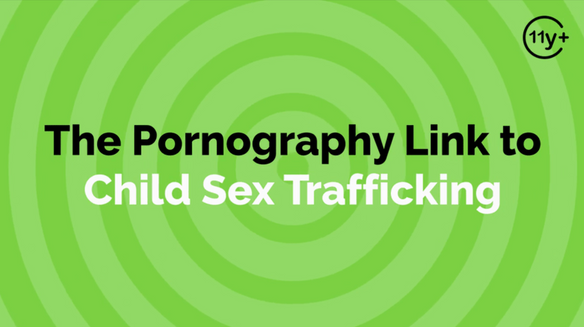 11y+
The Pornography Link to
Child Sex Trafficking